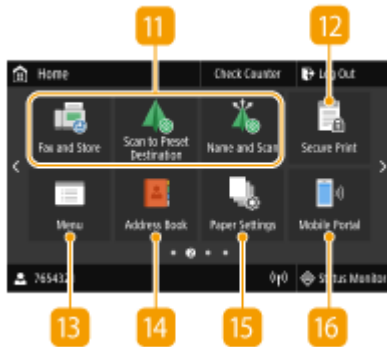 11
12
Home
Check Counter
Log Out
Fax and Store
Scan to Preset
Destination
Name and Scan
Secure Print
Menu
Address Book
Paper Settings
Mobile Portal
7654321
Status Monitor
13
14
15
16